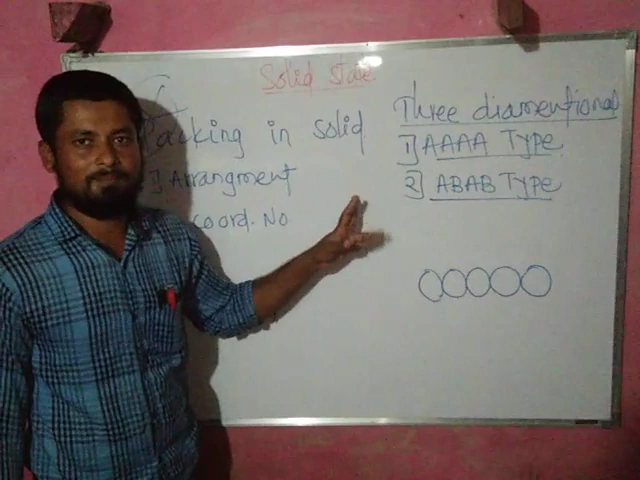 Solid state
Packing in solid
] Arrangment
coord. No
Three diamentional
1] AAAA Type
2] ABAB Type